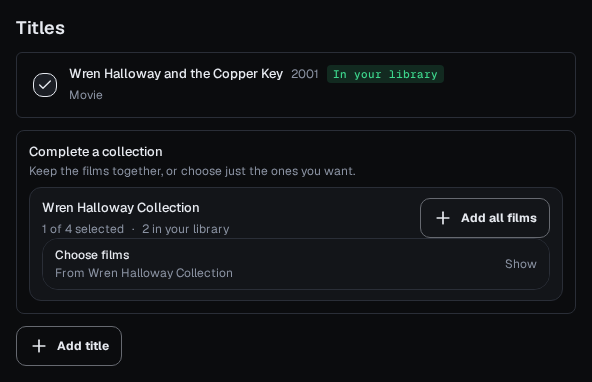 Titles
Wren Halloway and the Copper Key 2001 In your library
Movie
Complete a collection
Keep the films together, or choose just the ones you want.
Wren Halloway Collection
1 of 4 selected · 2 in your library
Add all films
Choose films
From Wren Halloway Collection
Show
Add title